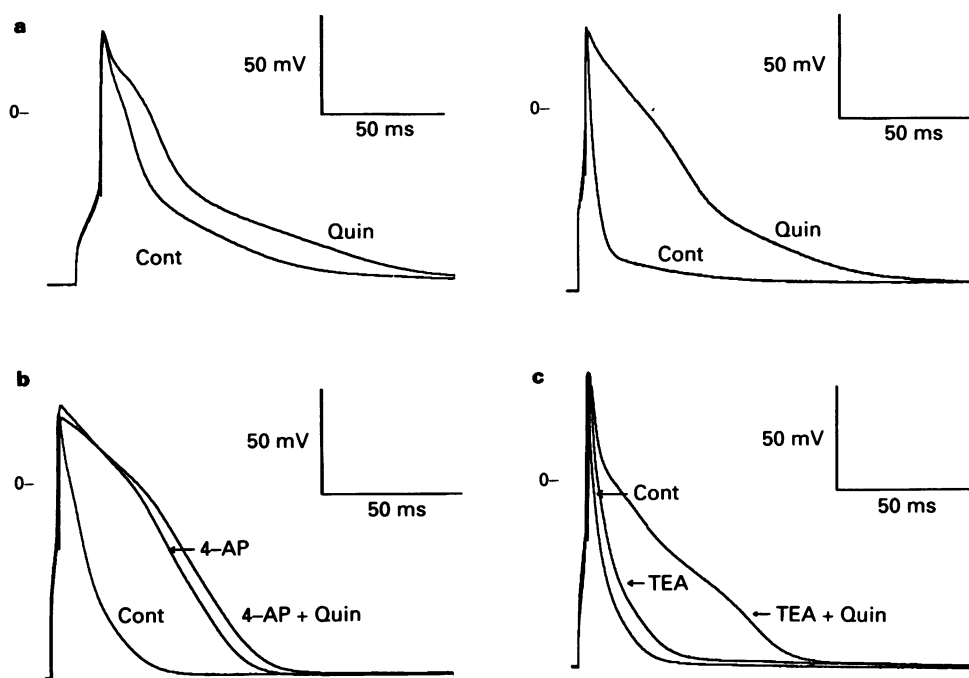 a
50 mV
0–
50 ms
Quin
Cont
50 mV
0–
50 ms
Quin
Cont
b
50 mV
0–
50 ms
4–AP
Cont
4–AP + Quin
c
50 mV
0–
50 ms
Cont
TEA
TEA + Quin